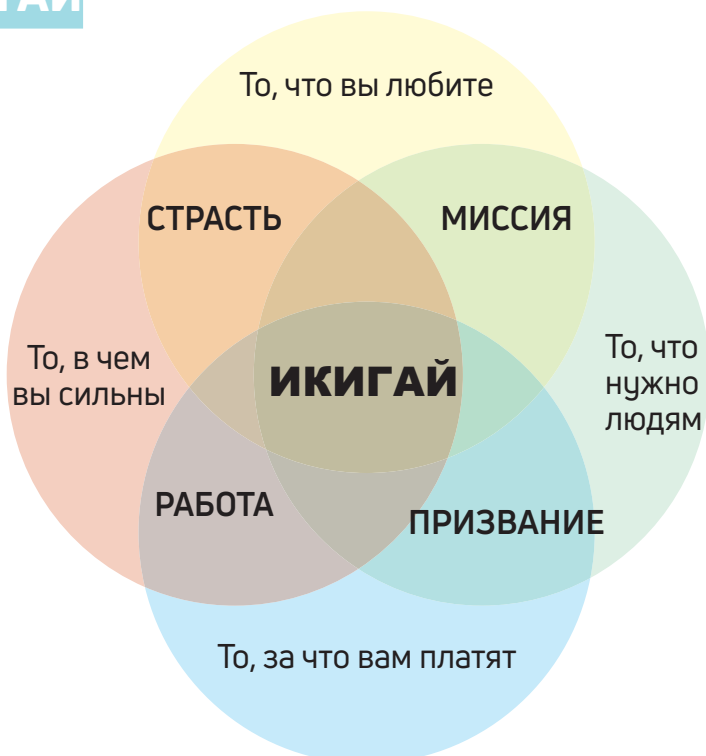 То, что вы любите
СТРАСТЬ
МИССИЯ
То, в чем
вы сильны
ИКИГАЙ
То, что
нужно
людям
РАБОТА
ПРИЗВАНИЕ
То, за что вам платят